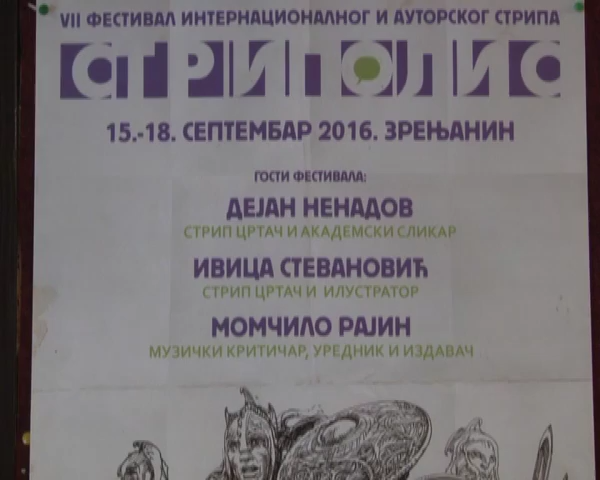 VII ФЕСТИВАЛ ИНТЕРНАЦИОНАЛНОГ И АУТОРСКОГ СТРИПА
СТРИПОЛИС
15.-18. СЕПТЕМБАР 2016. ЗРЕЊАНИН
ГОСТИ ФЕСТИВАЛА:
ДЕЈАН НЕНАДОВ
СТРИП ЦРТАЧ И АКАДЕМСКИ СЛИКАР
ИВИЦА СТЕВАНОВИЋ
СТРИП ЦРТАЧ И ИЛУСТРАТОР
МОМЧИЛО РАЈИН
МУЗИЧКИ КРИТИЧАР, УРЕДНИК И ИЗДАВАЧ